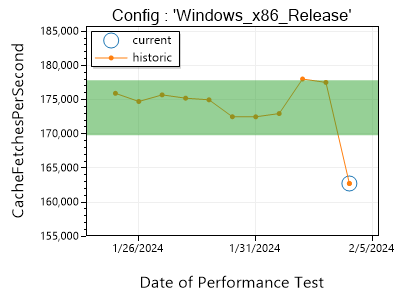 Config : 'Windows_x86_Release'
current
historic
CacheFetchesPerSecond
185,000
180,000
175,000
170,000
165,000
160,000
155,000
1/26/2024
1/31/2024
2/5/2024
Date of Performance Test